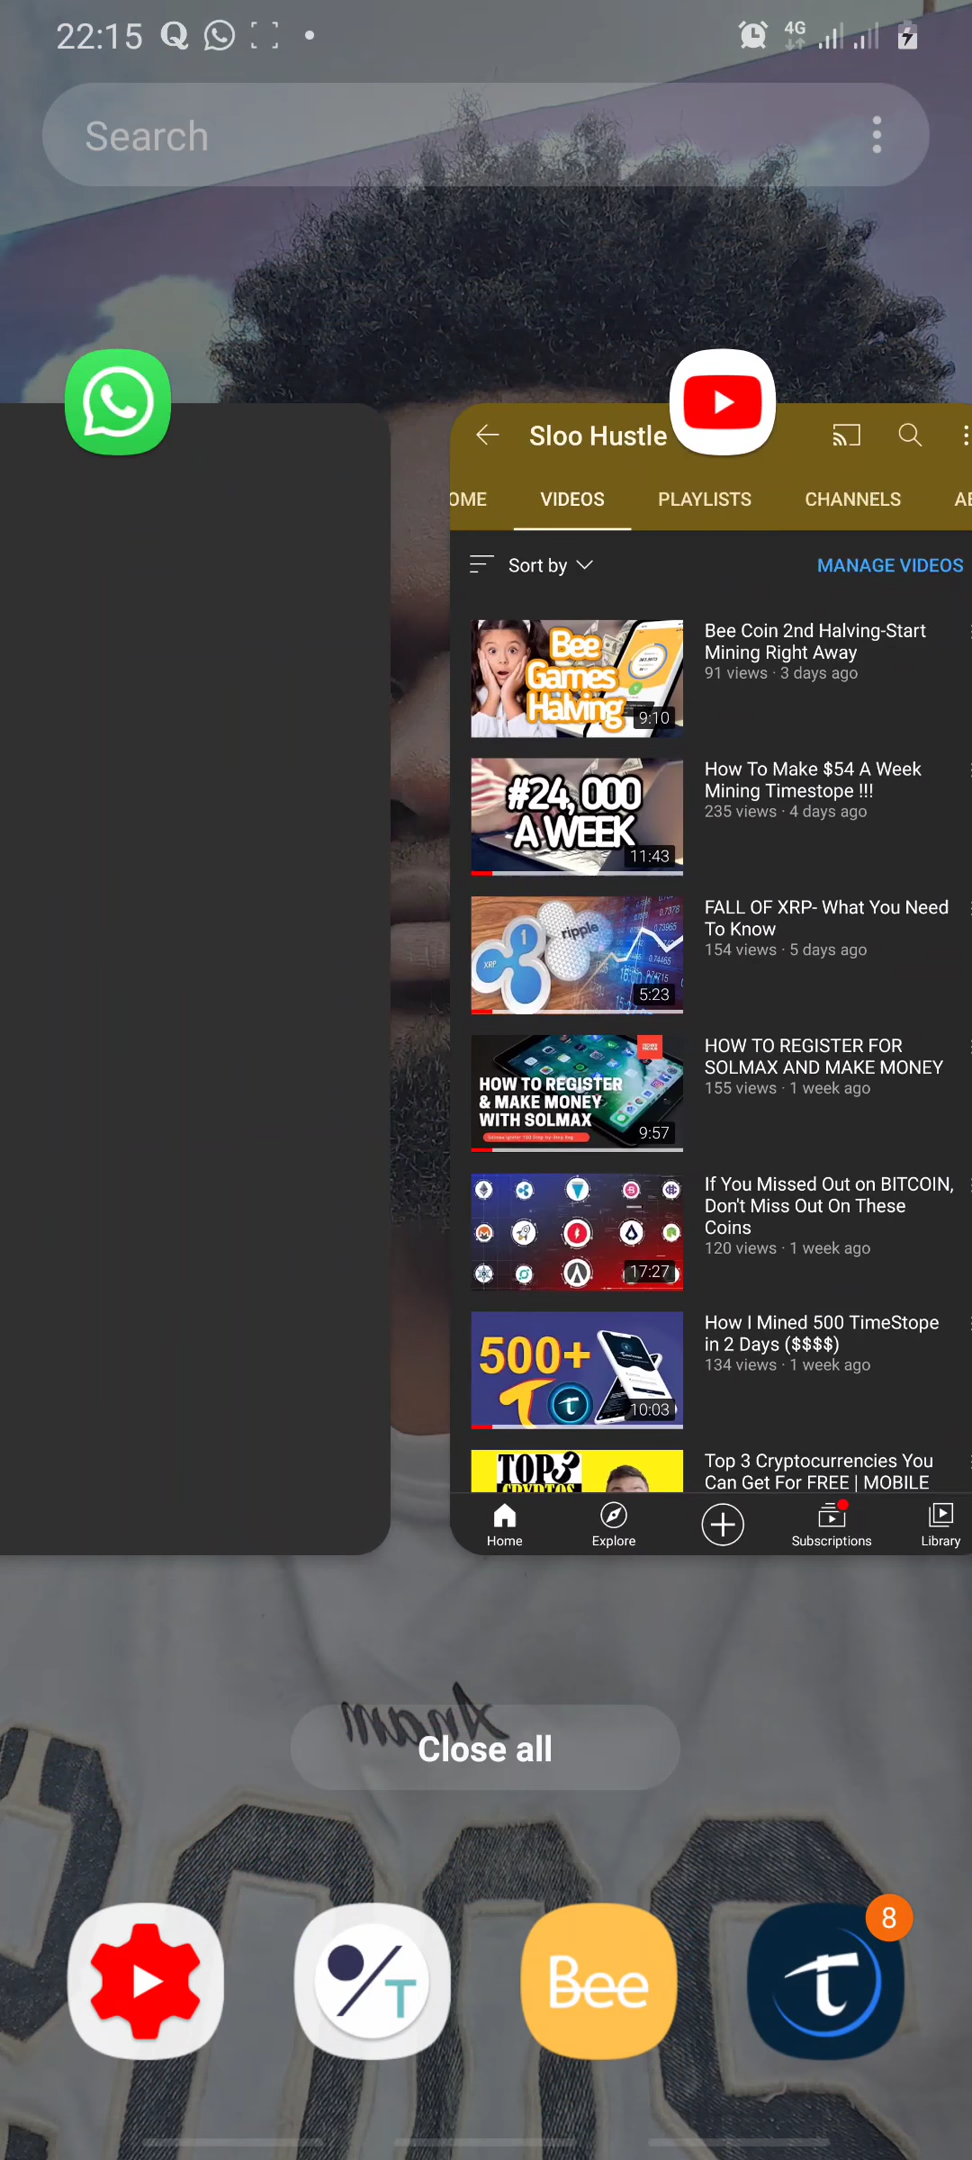 22:15
4G
Search
Sloo Hustle
OME VIDEOS PLAYLISTS CHANNELS
Sort by
MANAGE VIDEOS
Bee
Games
Halving
9:10
Bee Coin 2nd Halving-Start
Mining Right Away
91 views · 3 days ago
#24, 000
A WEEK
11:43
How To Make $54 A Week
Mining Timestope !!!
235 views · 4 days ago
ripple
XRP
1
5:23
FALL OF XRP- What You Need
To Know
154 views · 5 days ago
HOW TO REGISTER
& MAKE MONEY
WITH SOLMAX
9:57
HOW TO REGISTER FOR
SOLMAX AND MAKE MONEY
155 views · 1 week ago
17:27
If You Missed Out on BITCOIN,
Don't Miss Out On These
Coins
120 views · 1 week ago
500+
10:03
How I Mined 500 TimeStope
in 2 Days ($$$$)
134 views · 1 week ago
TOP 3
CRYPTOS
Top 3 Cryptocurrencies You
Can Get For FREE | MOBILE
Home
Explore
Subscriptions
Library
Close all
T
Bee
t
8